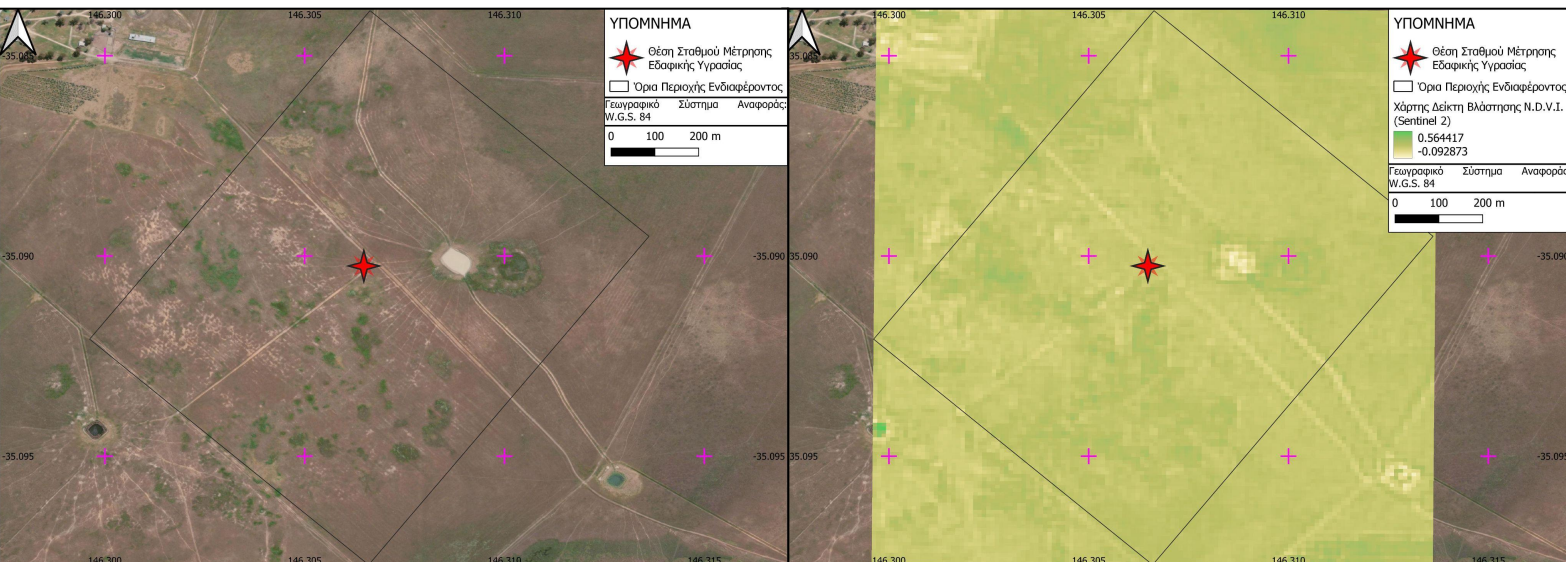 146.300 146.305 146.310
ΥΠΟΜΝΗΜΑ
Θέση Σταθμού Μέτρησης
Εδαφικής Υγρασίας
Όρια Περιοχής Ενδιαφέροντος
Γεωγραφικό Σύστημα Αναφοράς:
W.G.S. 84
0 100 200 m
-35.090 -35.090
-35.095 -35.095
146.300 146.305 146.310 146.315
146.300 146.305 146.310
ΥΠΟΜΝΗΜΑ
Θέση Σταθμού Μέτρησης
Εδαφικής Υγρασίας
Όρια Περιοχής Ενδιαφέροντος
Χάρτης Δείκτη Βλάστησης N.D.V.I.
(Sentinel 2)
0.564417
-0.092873
Γεωγραφικό Σύστημα Αναφοράς
W.G.S. 84
0 100 200 m
-35.090 -35.090
-35.095 -35.095
146.300 146.305 146.310 146.315